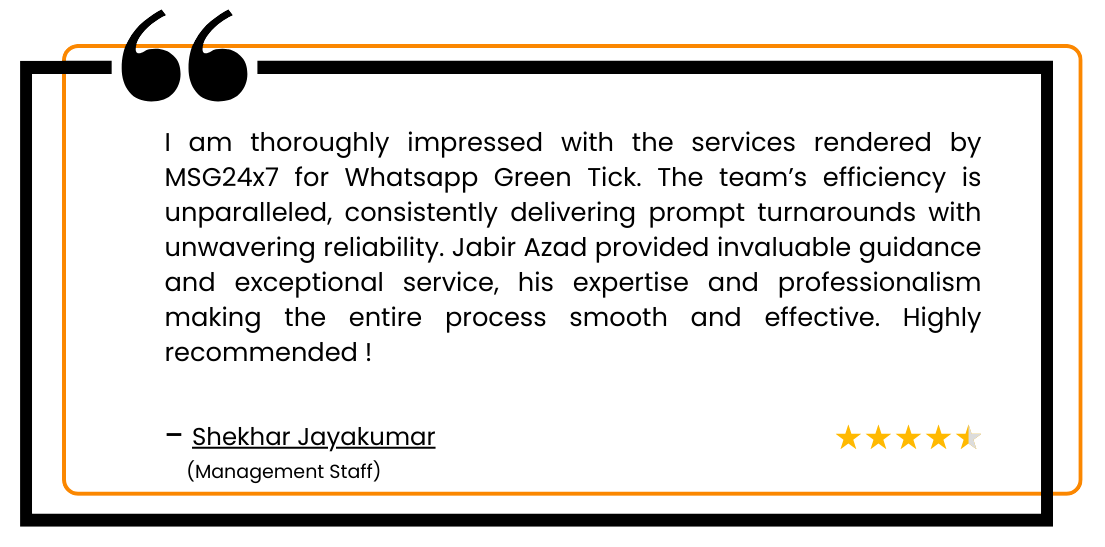 I am thoroughly impressed with the services rendered by
MSG24x7 for Whatsapp Green Tick. The team’s efficiency is
unparalleled, consistently delivering prompt turnarounds with
unwavering reliability. Jabir Azad provided invaluable guidance
and exceptional service, his expertise and professionalism
making the entire process smooth and effective. Highly
recommended !
– Shekhar Jayakumar
(Management Staff)